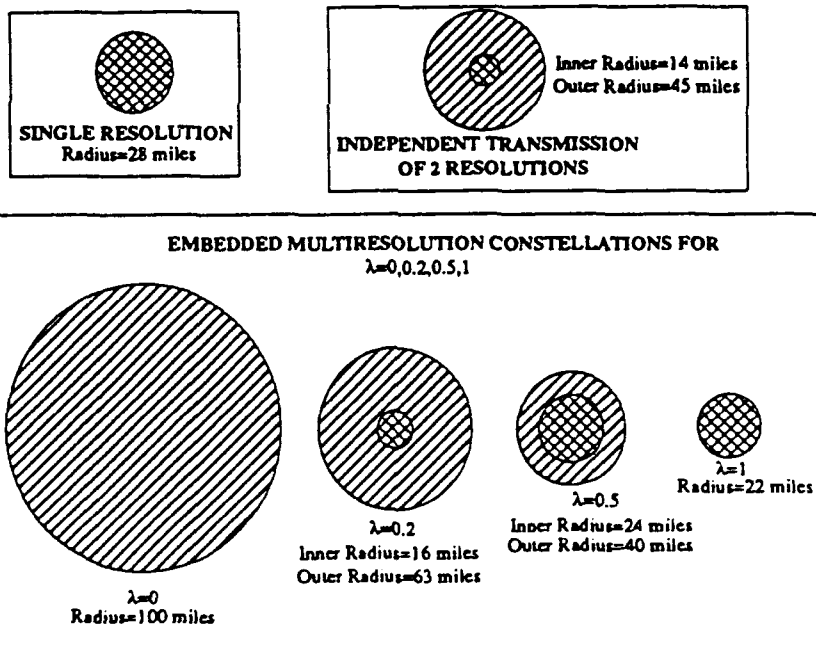 SINGLE RESOLUTION
Radius=28 miles
Inner Radius=14 miles
Outer Radius=45 miles
INDEPENDENT TRANSMISSION
OF 2 RESOLUTIONS
EMBEDDED MULTIRESOLUTION CONSTELLATIONS FOR
λ=0,0.2,0.5,1
λ=0
Radius=100 miles
λ=0.2
Inner Radius=16 miles
Outer Radius=63 miles
λ=0.5
Inner Radius=24 miles
Outer Radius=40 miles
λ=1
Radius=22 miles